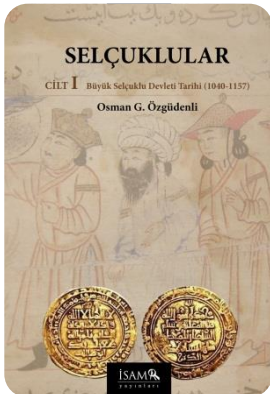 SELÇUKLULAR
CİLT I Büyük Selçuklu Devleti Tarihi (1040-1157)
Osman G. Özgüdenli
İSAM
yayınları